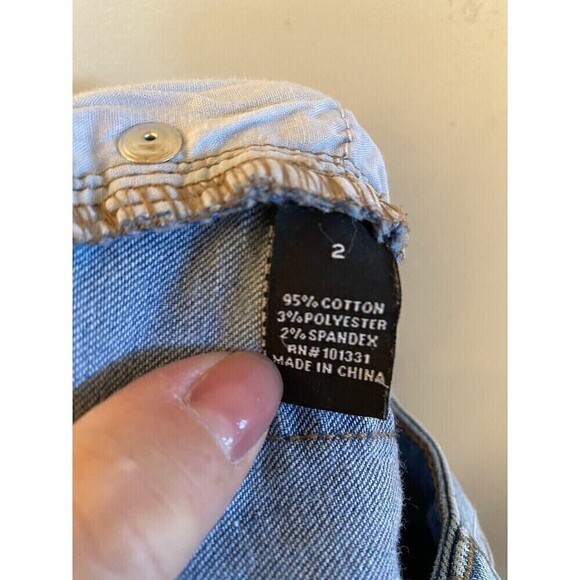 2
95% COTTON
3% POLYESTER
2% SPANDEX
RN# 101331
MADE IN CHINA